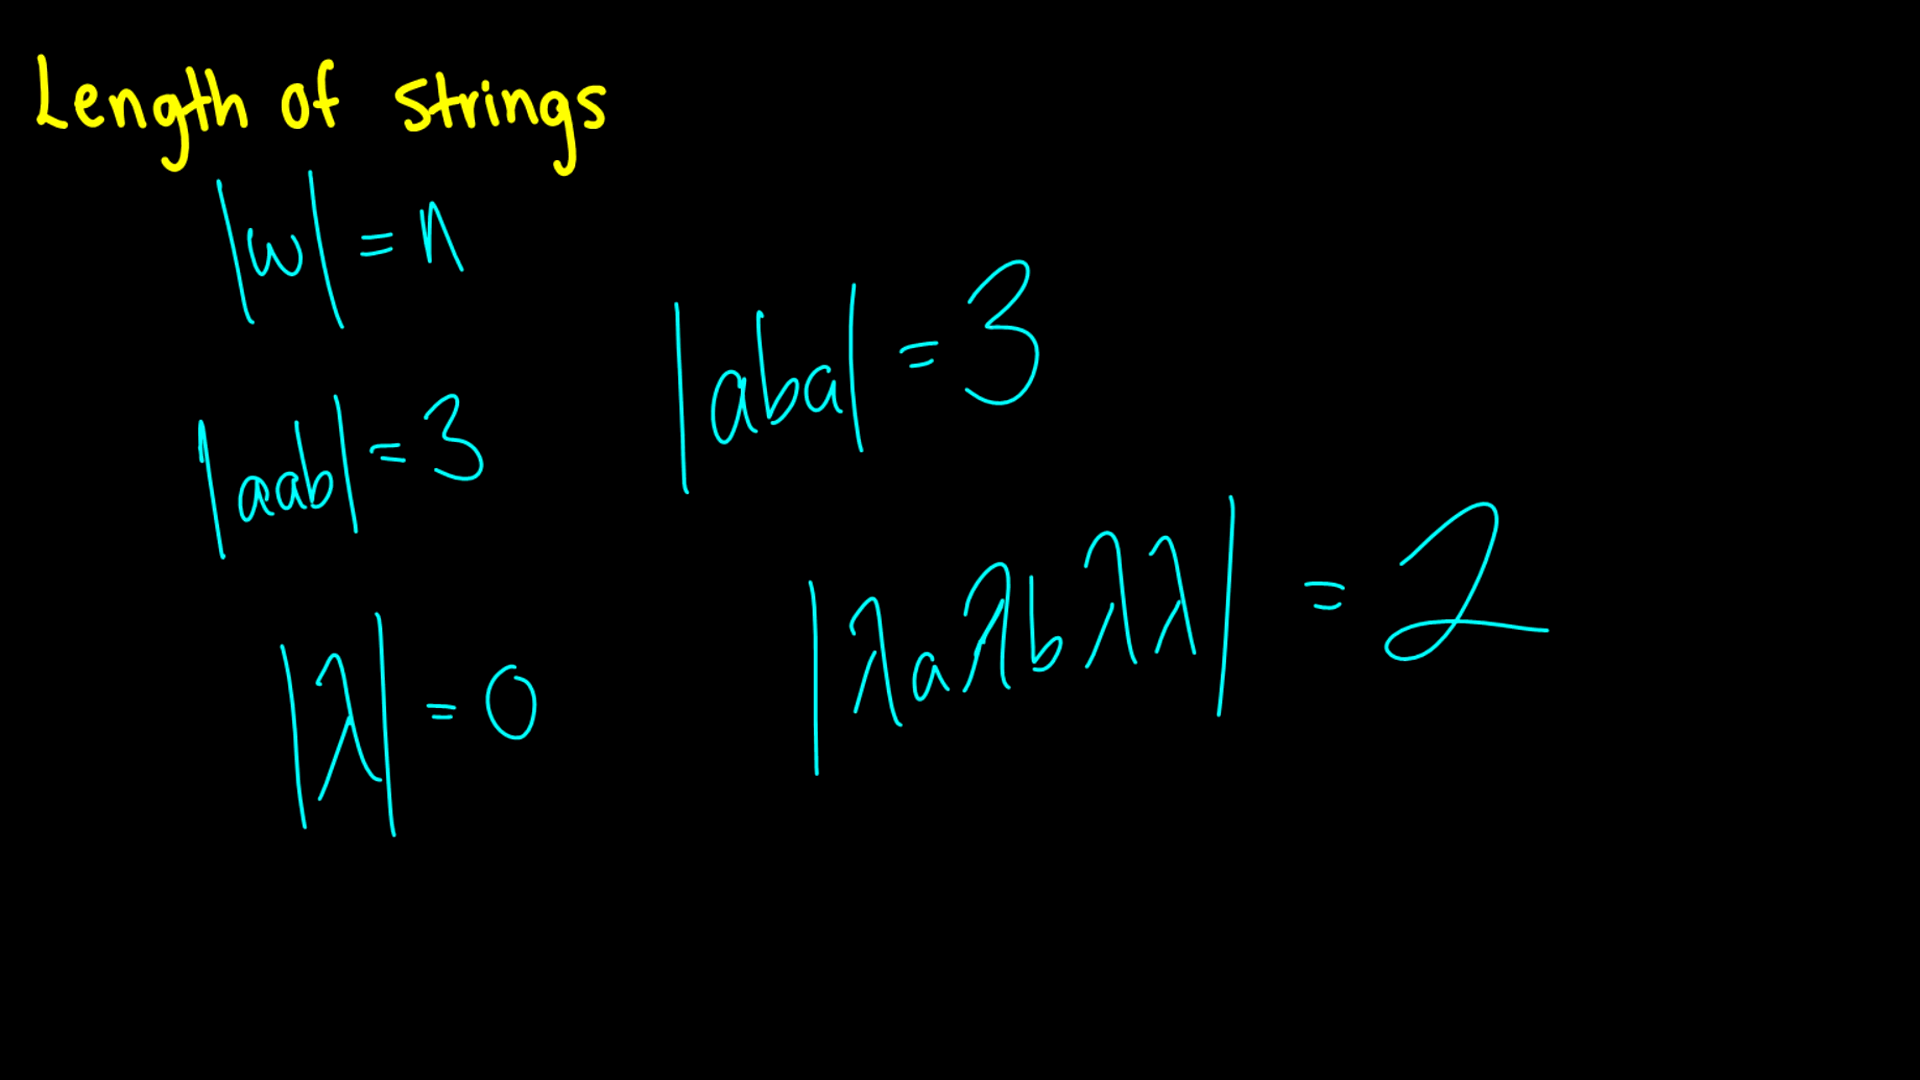 Length of strings
|w| = n
|aba| = 3
|aab| = 3
|λaλbλλ| = 2
|λ| = 0